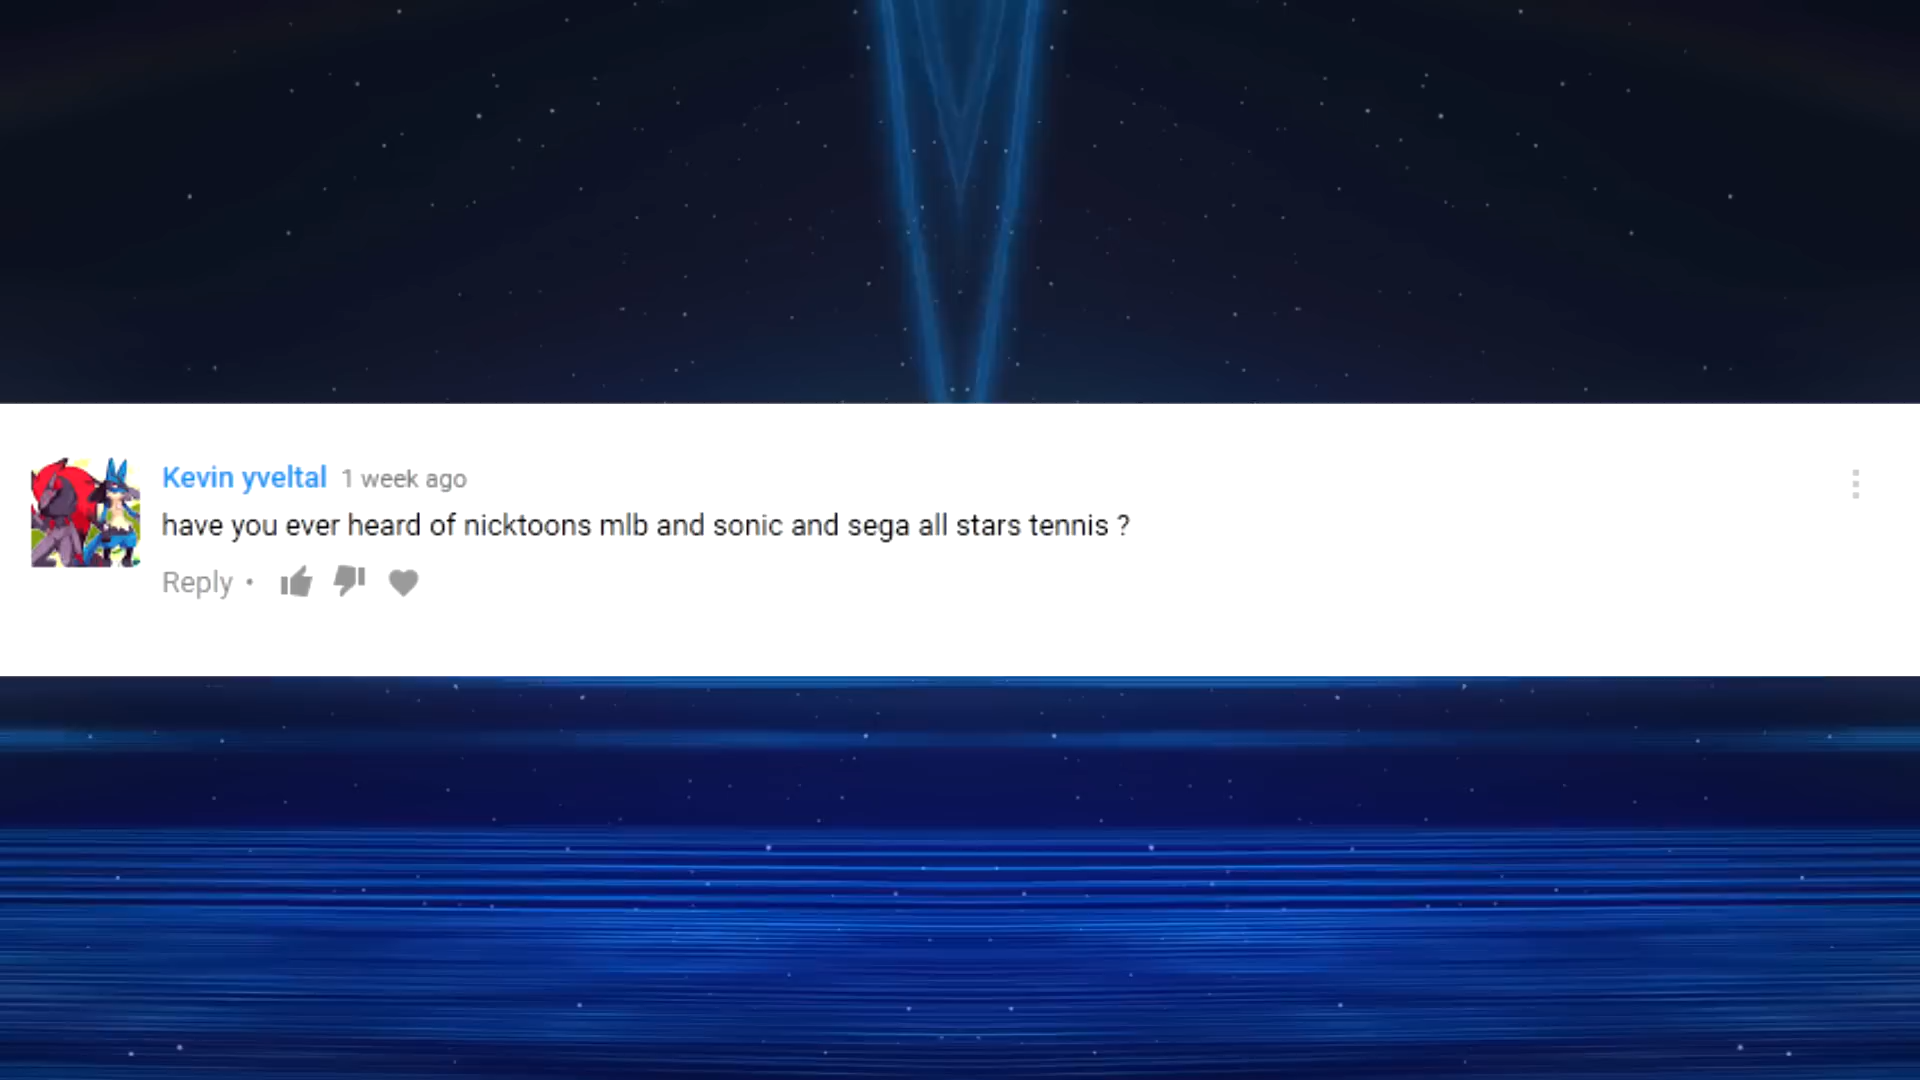 Kevin yveltal 1 week ago
have you ever heard of nicktoons mlb and sonic and sega all stars tennis ?
Reply •